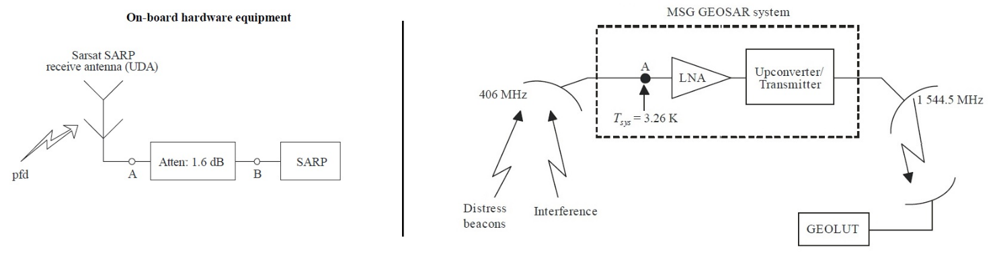 On-board hardware equipment
Sarsat SARP
receive antenna (UDA)
pfd
A
Atten: 1.6 dB
B
SARP
MSG GEOSAR system
406 MHz
A
LNA
Upconverter/
Transmitter
T_sys = 3.26 K
1 544.5 MHz
Distress
beacons
Interference
GEOLUT